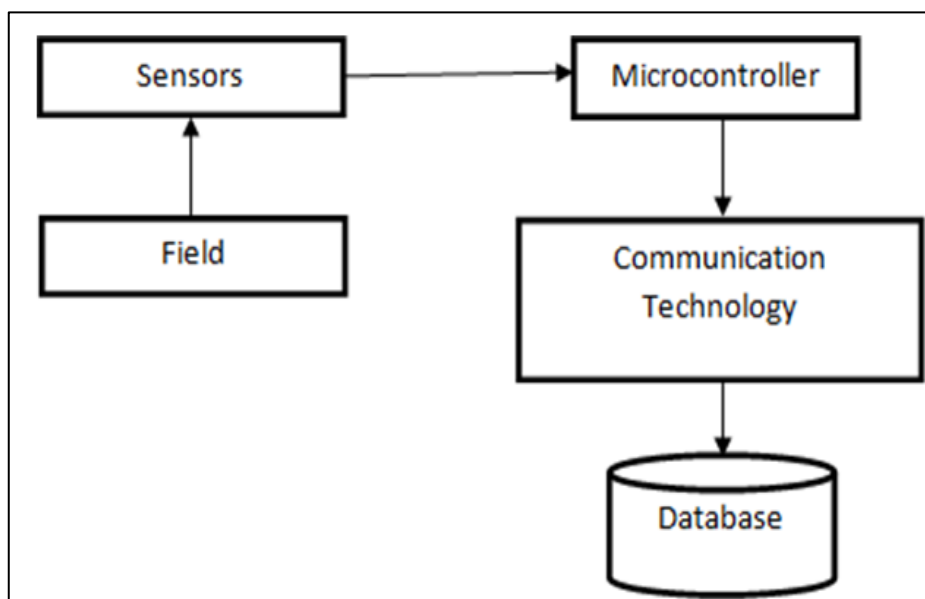 Sensors
Microcontroller
Field
Communication
Technology
Database